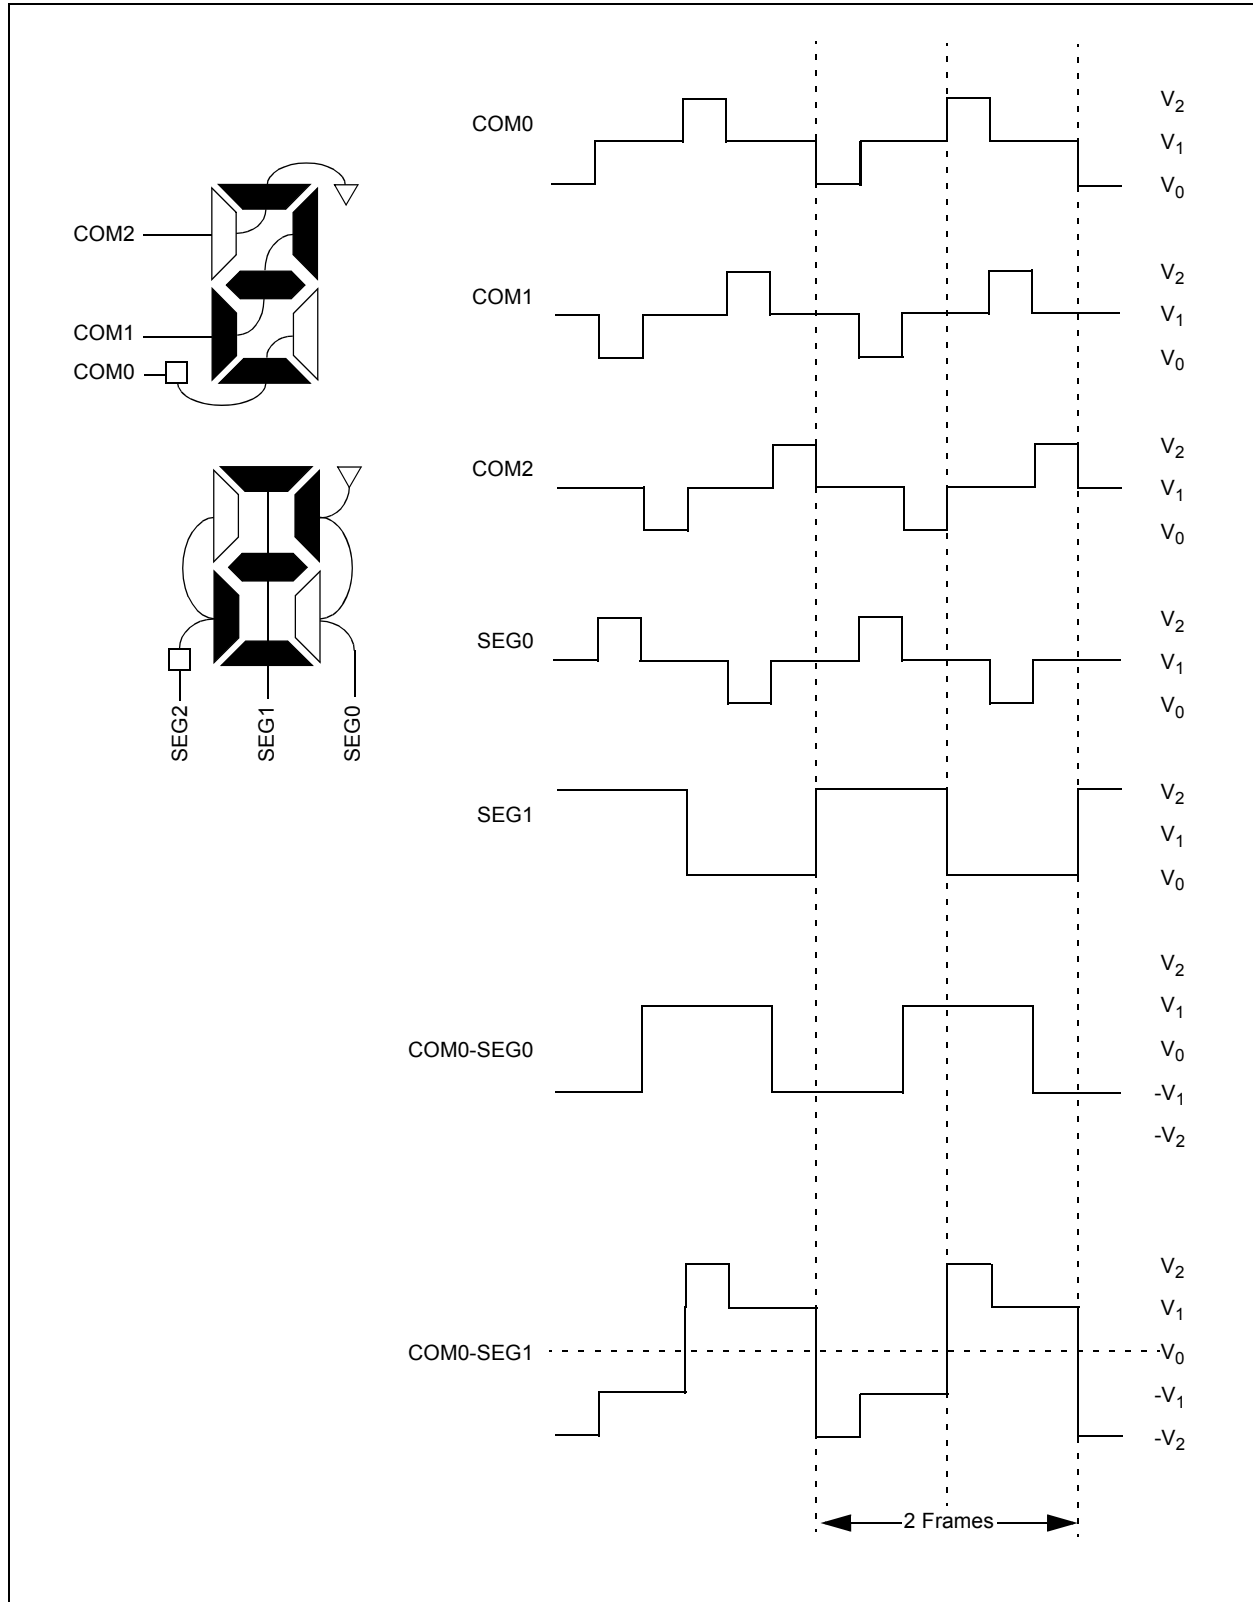 COM2
COM1
COM0
SEG2
SEG1
SEG0
COM0
V2
V1
V0
COM1
V2
V1
V0
COM2
V2
V1
V0
SEG0
V2
V1
V0
SEG1
V2
V1
V0
COM0-SEG0
V2
V1
V0
-V1
-V2
COM0-SEG1
V2
V1
V0
-V1
-V2
2 Frames